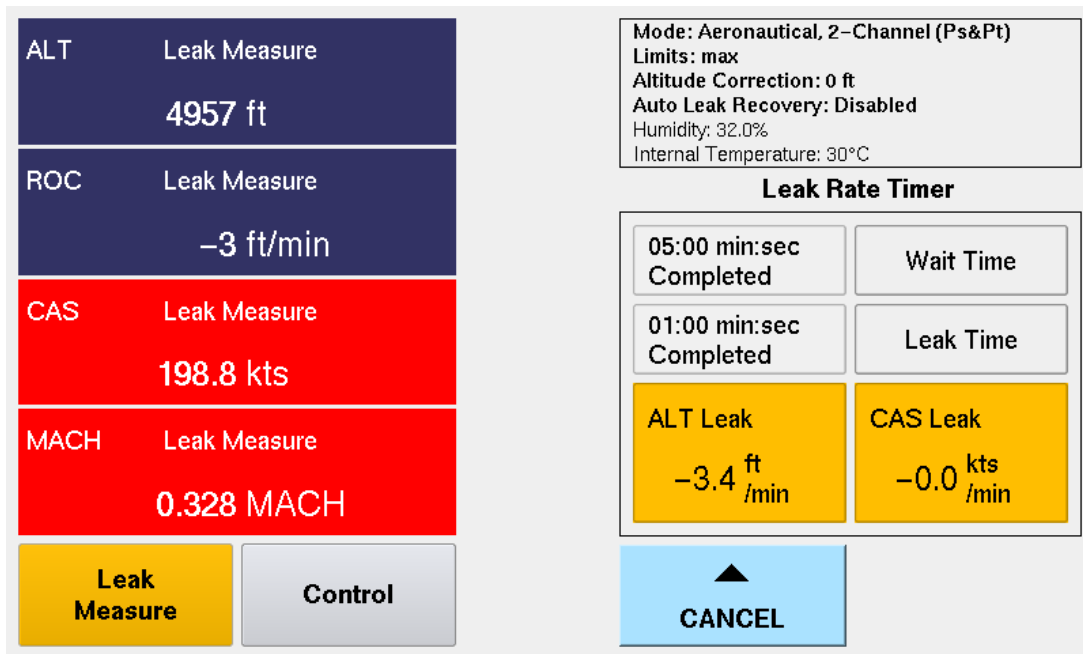 ALT Leak Measure
4957 ft
ROC Leak Measure
−3 ft/min
CAS Leak Measure
198.8 kts
MACH Leak Measure
0.328 MACH
Leak
Measure
Control
Mode: Aeronautical, 2−Channel (Ps&Pt)
Limits: max
Altitude Correction: 0 ft
Auto Leak Recovery: Disabled
Humidity: 32.0%
Internal Temperature: 30°C
Leak Rate Timer
05:00 min:sec
Completed
Wait Time
01:00 min:sec
Completed
Leak Time
ALT Leak
−3.4 ft
/min
CAS Leak
−0.0 kts
/min
CANCEL